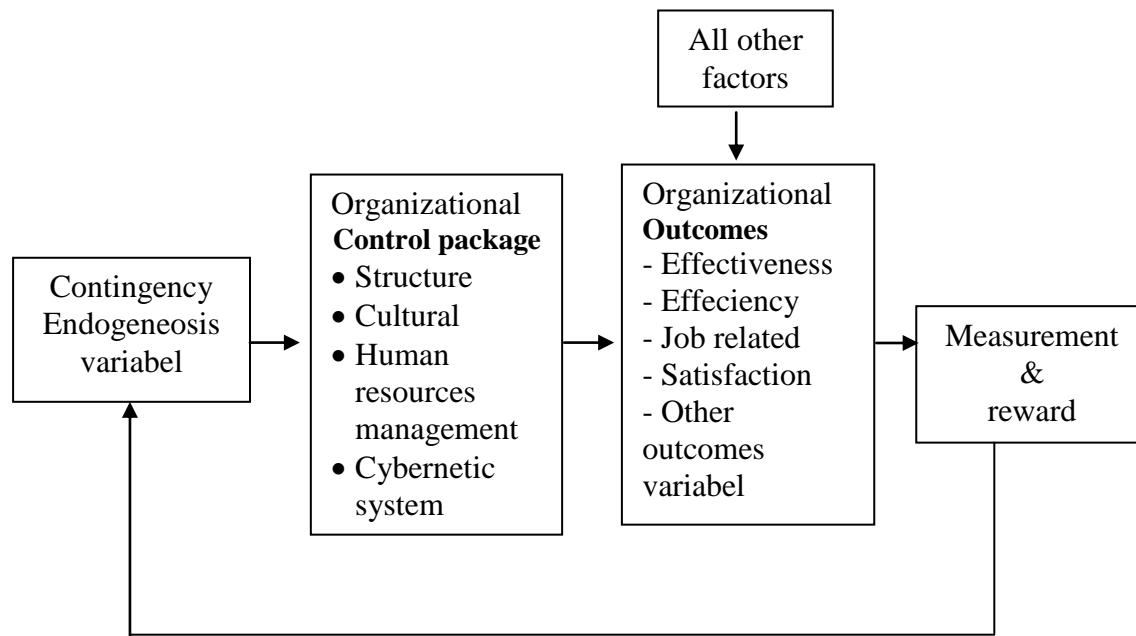 All other
factors
Contingency
Endogeneosis
variabel
Organizational
Control package
• Structure
• Cultural
• Human
resources
management
• Cybernetic
system
Organizational
Outcomes
- Effectiveness
- Effeciency
- Job related
- Satisfaction
- Other
outcomes
variabel
Measurement
&
reward